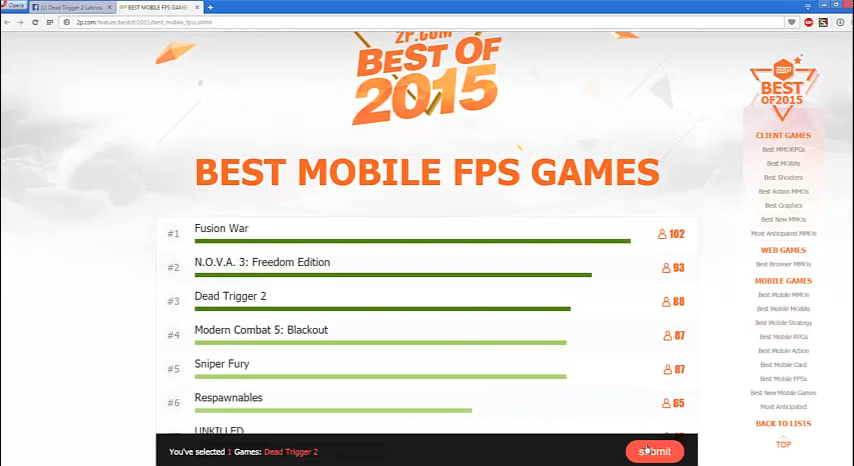 Opera
(1) Dead Trigger 2 Latinos
BEST MOBILE FPS GAMES
2p.com/feature/bestof/2015/best_mobile_fpss.shtml
2P.COM
BEST OF
2015
BEST MOBILE FPS GAMES
#1 Fusion War 102
#2 N.O.V.A. 3: Freedom Edition 93
#3 Dead Trigger 2 88
#4 Modern Combat 5: Blackout 87
#5 Sniper Fury 87
#6 Respawnables 65
UNKILLED
You've selected 1 Games: Dead Trigger 2
submit
BEST
OF2015
CLIENT GAMES
Best MMORPGs
Best MOBAs
Best Shooters
Best Action MMOs
Best Graphics
Best New MMOs
Most Anticipated MMOs
WEB GAMES
Best Browser MMOs
MOBILE GAMES
Best Mobile MMOs
Best Mobile MOBAs
Best Mobile Strategy
Best Mobile RPGs
Best Mobile Action
Best Mobile Card
Best Mobile FPSs
Best New Mobile Games
Most Anticipated
BACK TO LISTS
TOP